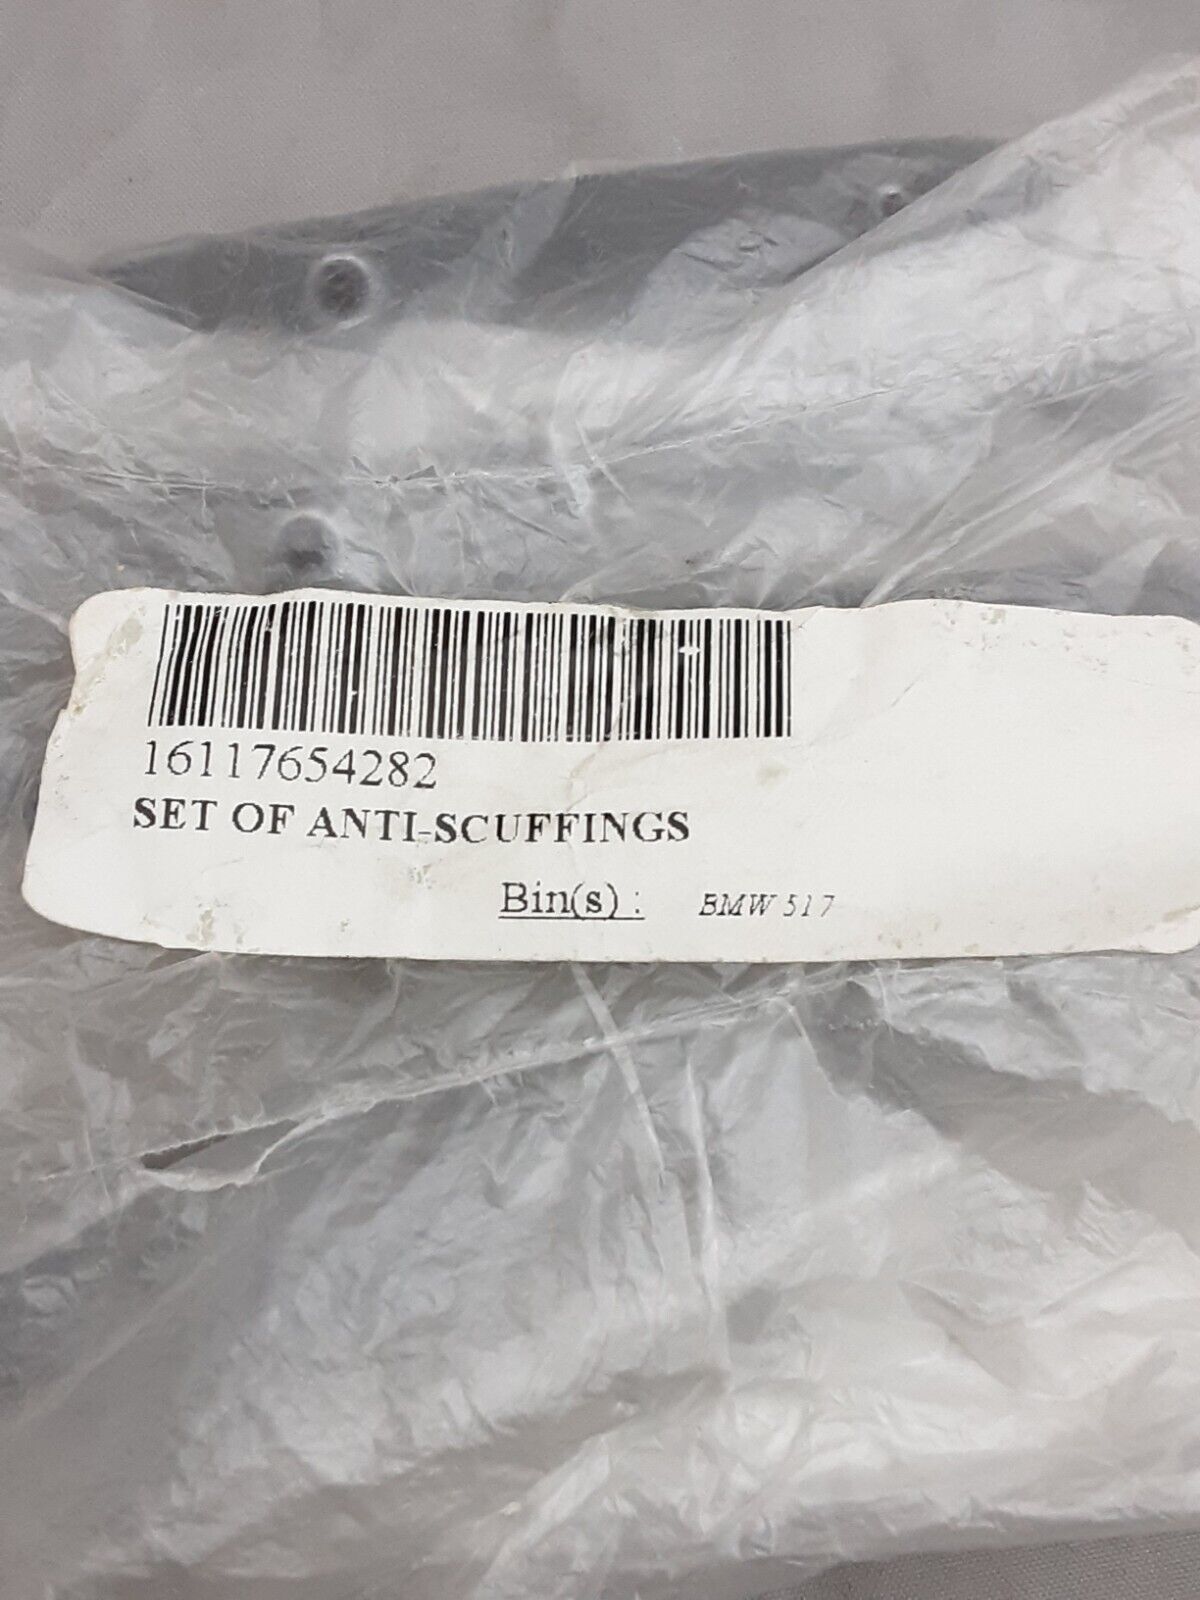 16117654282
SET OF ANTI-SCUFFINGS
Bin(s) : BMW 517